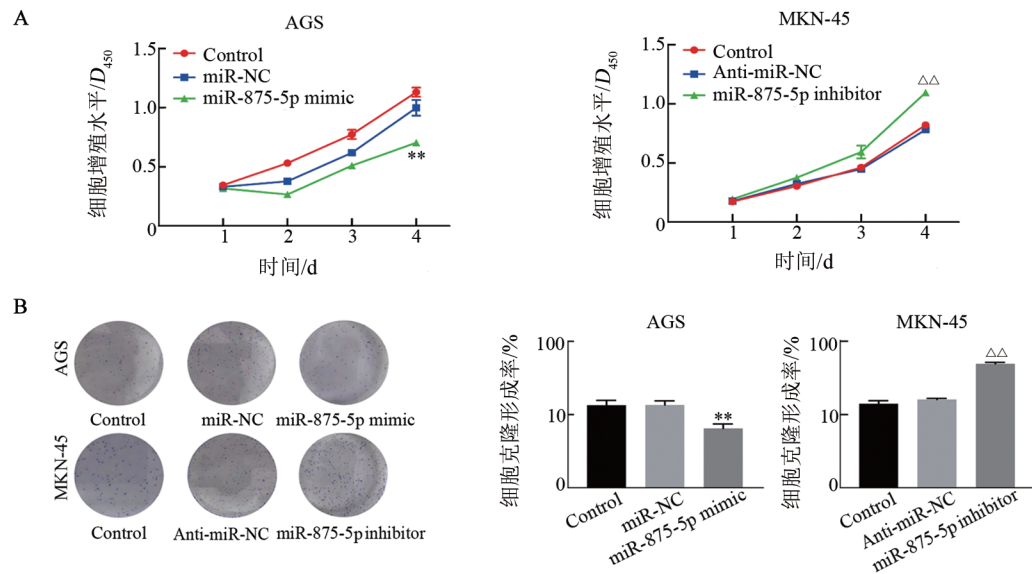 A
AGS
细胞增殖水平/D450
1.5
1.0
0.5
0
Control
miR-NC
miR-875-5p mimic
**
1 2 3 4
时间/d
MKN-45
细胞增殖水平/D450
1.5
1.0
0.5
0
Control
Anti-miR-NC
miR-875-5p inhibitor
△△
1 2 3 4
时间/d
B
AGS
Control miR-NC miR-875-5p mimic
MKN-45
Control Anti-miR-NC miR-875-5p inhibitor
AGS
细胞克隆形成率/%
100
10
0
**
Control
miR-NC
miR-875-5p mimic
MKN-45
细胞克隆形成率/%
100
10
0
△△
Control
Anti-miR-NC
miR-875-5p inhibitor